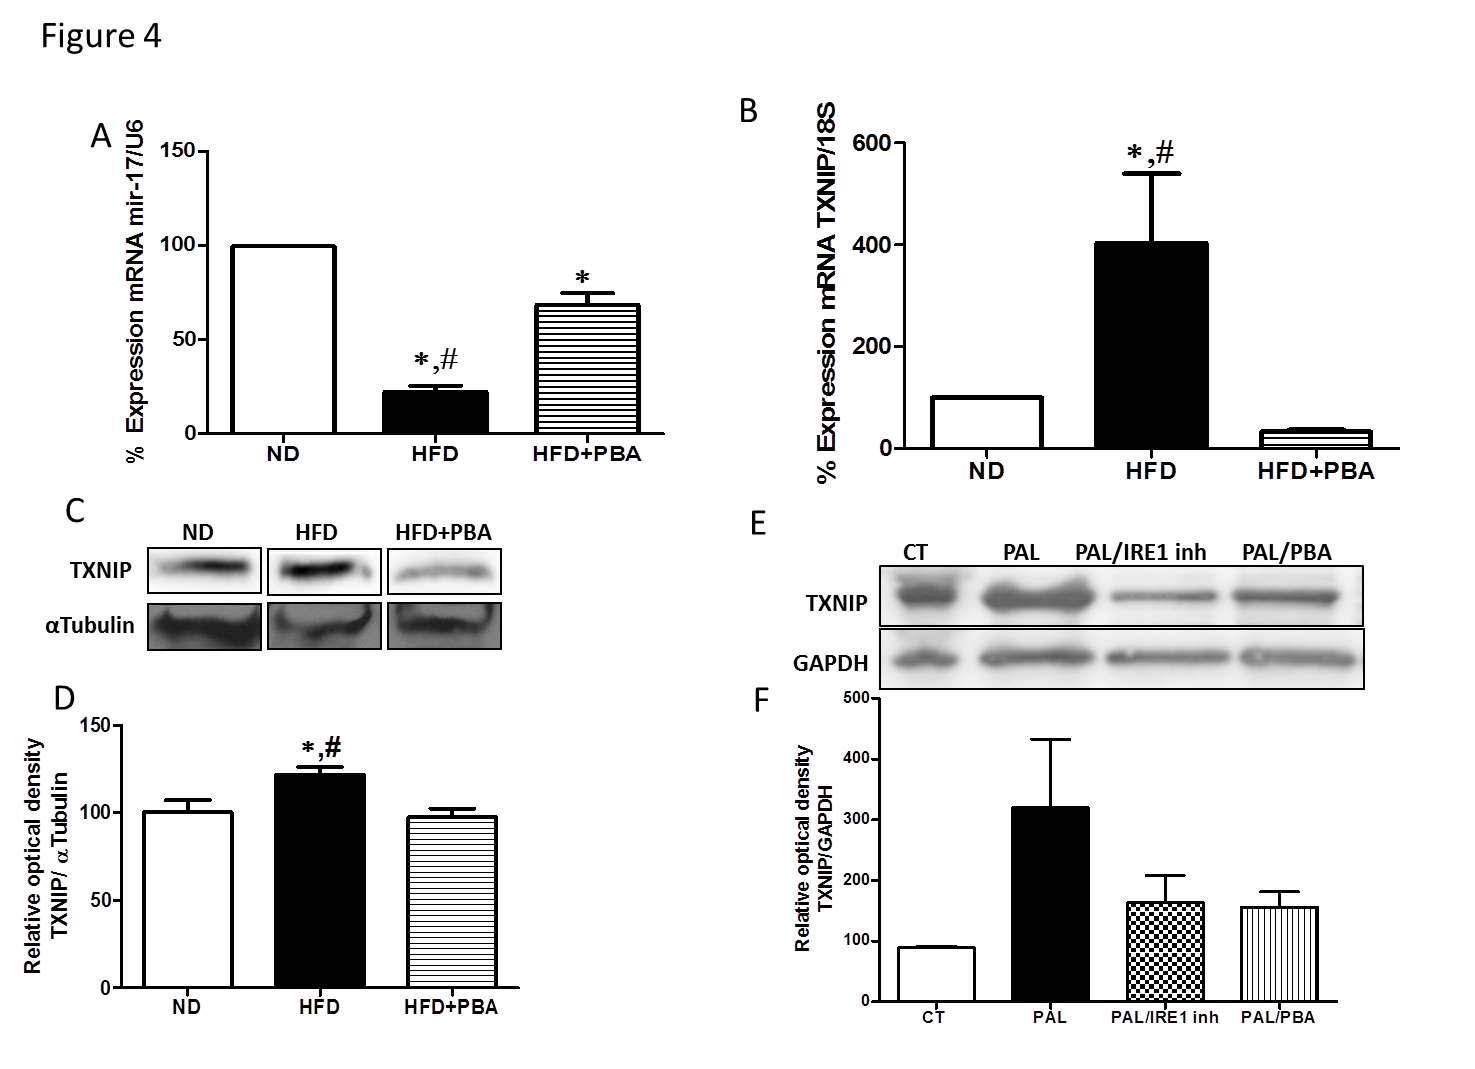 Figure 4
A
% Expression mRNA mir-17/U6
150
100
50
0
*,#
*
ND HFD HFD+PBA
B
% Expression mRNA TXNIP/18S
600
400
200
0
*,#
ND HFD HFD+PBA
C
ND HFD HFD+PBA
TXNIP
αTubulin
D
Relative optical density
TXNIP/ α Tubulin
150
100
50
0
*,#
ND HFD HFD+PBA
E
CT PAL PAL/IRE1 inh PAL/PBA
TXNIP
GAPDH
F
Relative optical density
TXNIP/GAPDH
500
400
300
200
100
0
CT PAL PAL/IRE1 inh PAL/PBA